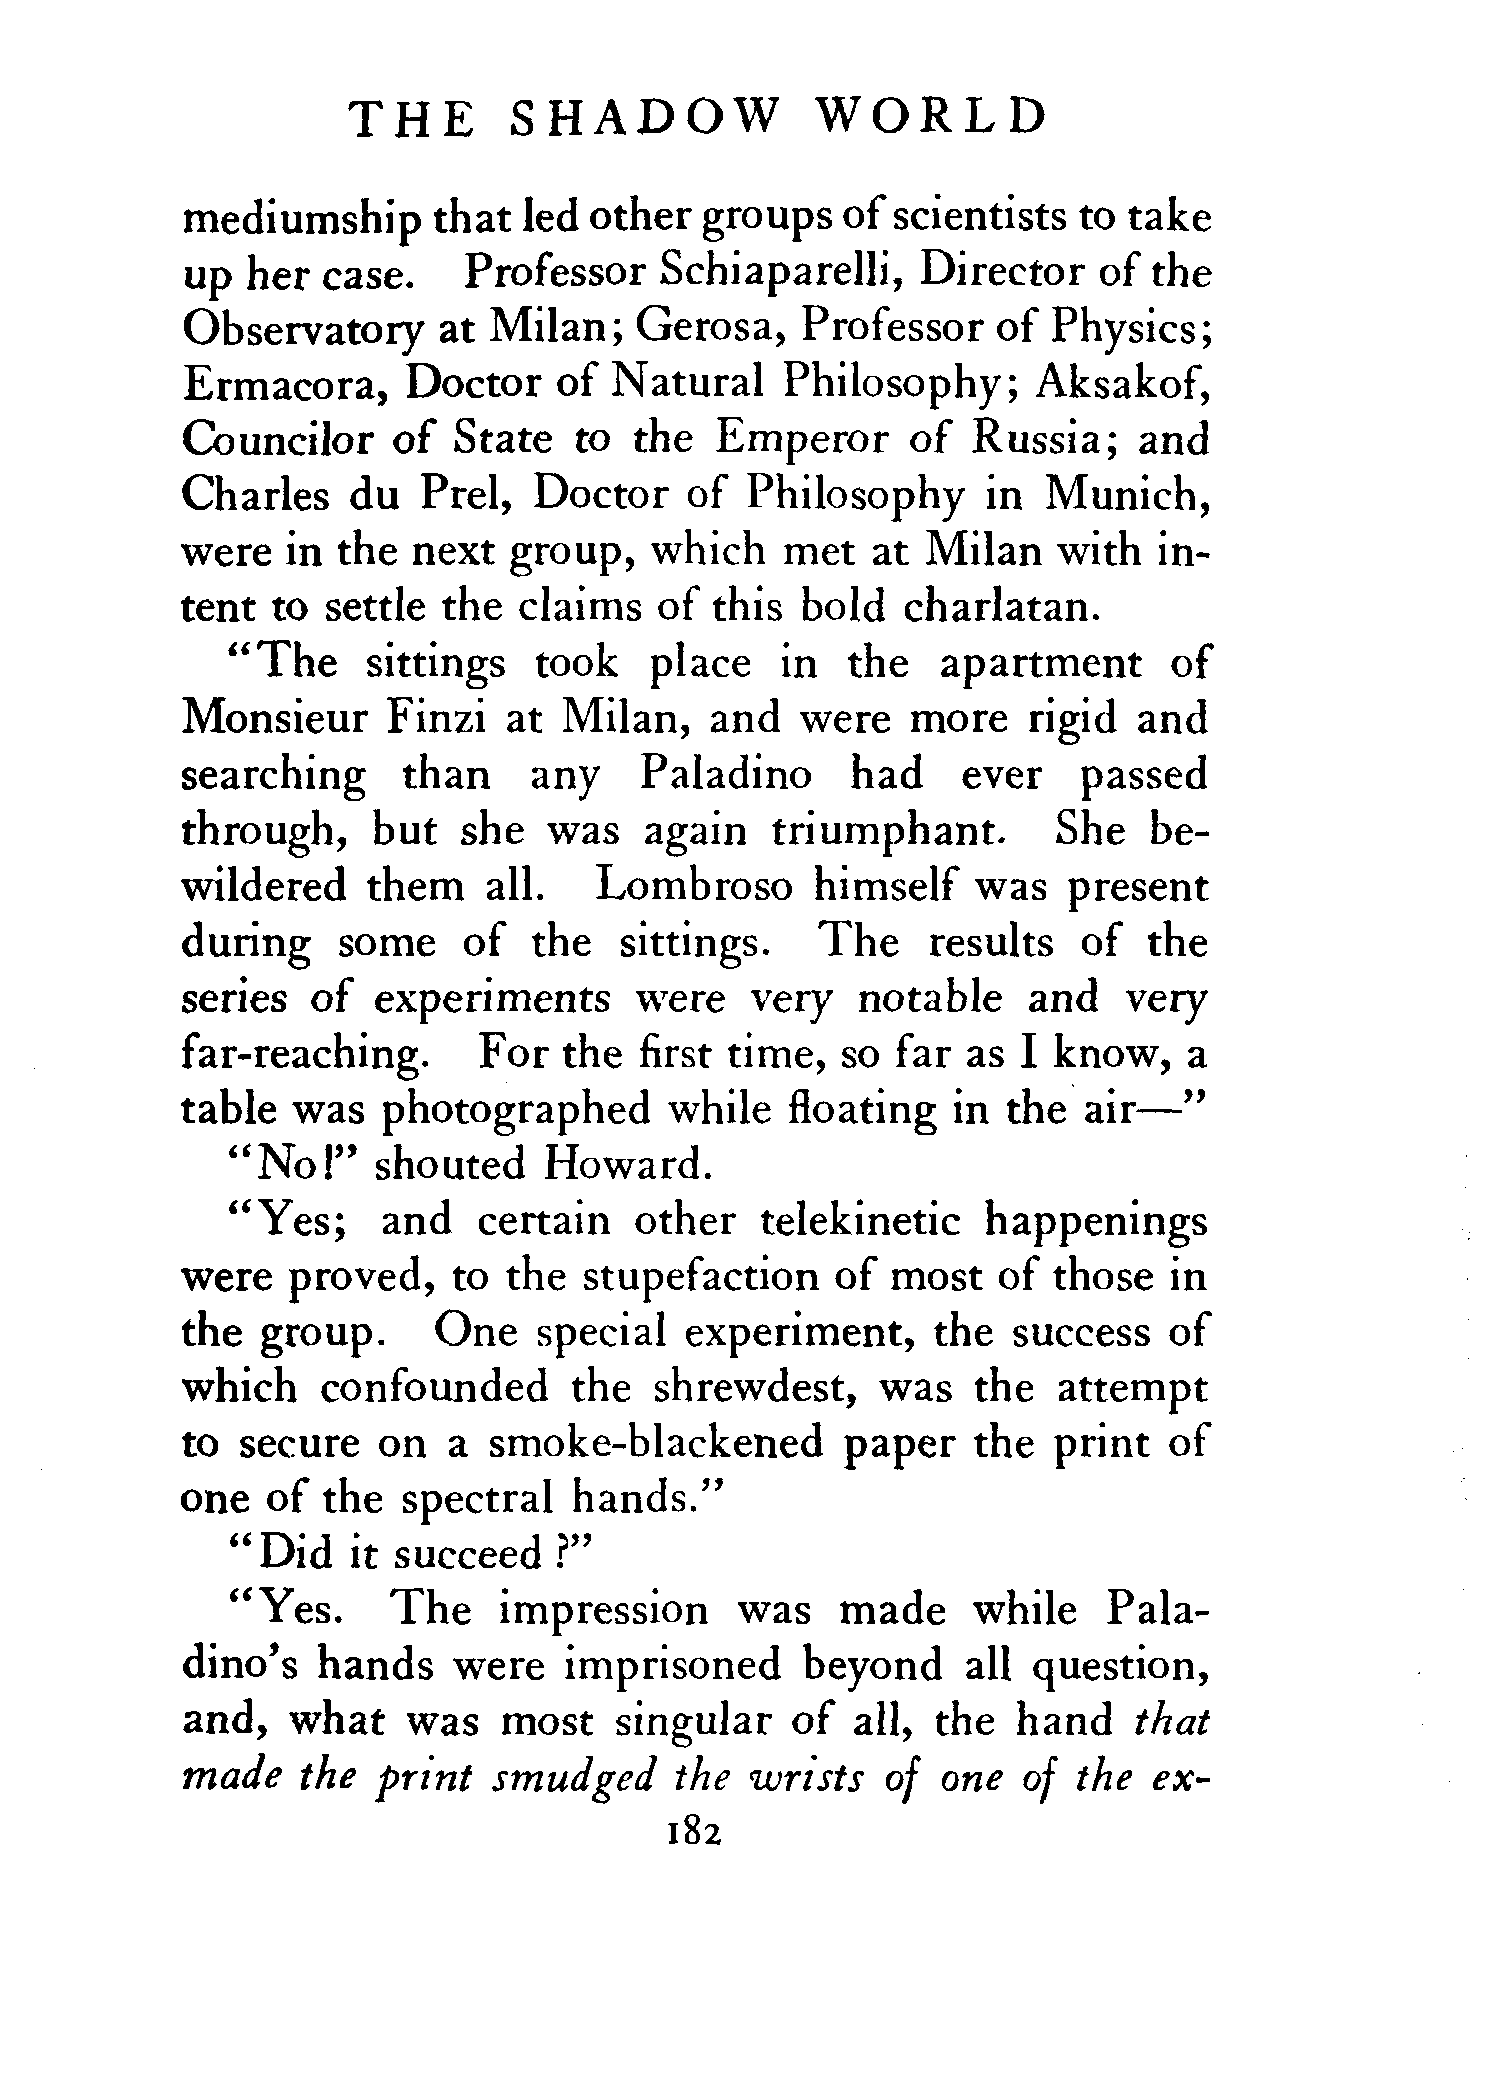 THE SHADOW WORLD
mediumship that led other groups of scientists to take
up her case. Professor Schiaparelli, Director of the
Observatory at Milan; Gerosa, Professor of Physics;
Ermacora, Doctor of Natural Philosophy; Aksakof,
Councilor of State to the Emperor of Russia; and
Charles du Prel, Doctor of Philosophy in Munich,
were in the next group, which met at Milan with in-
tent to settle the claims of this bold charlatan.
“The sittings took place in the apartment of
Monsieur Finzi at Milan, and were more rigid and
searching than any Paladino had ever passed
through, but she was again triumphant. She be-
wildered them all. Lombroso himself was present
during some of the sittings. The results of the
series of experiments were very notable and very
far-reaching. For the first time, so far as I know, a
table was photographed while floating in the air—”
“No!” shouted Howard.
“Yes; and certain other telekinetic happenings
were proved, to the stupefaction of most of those in
the group. One special experiment, the success of
which confounded the shrewdest, was the attempt
to secure on a smoke-blackened paper the print of
one of the spectral hands.”
“Did it succeed?”
“Yes. The impression was made while Pala-
dino’s hands were imprisoned beyond all question,
and, what was most singular of all, the hand that
made the print smudged the wrists of one of the ex-
182